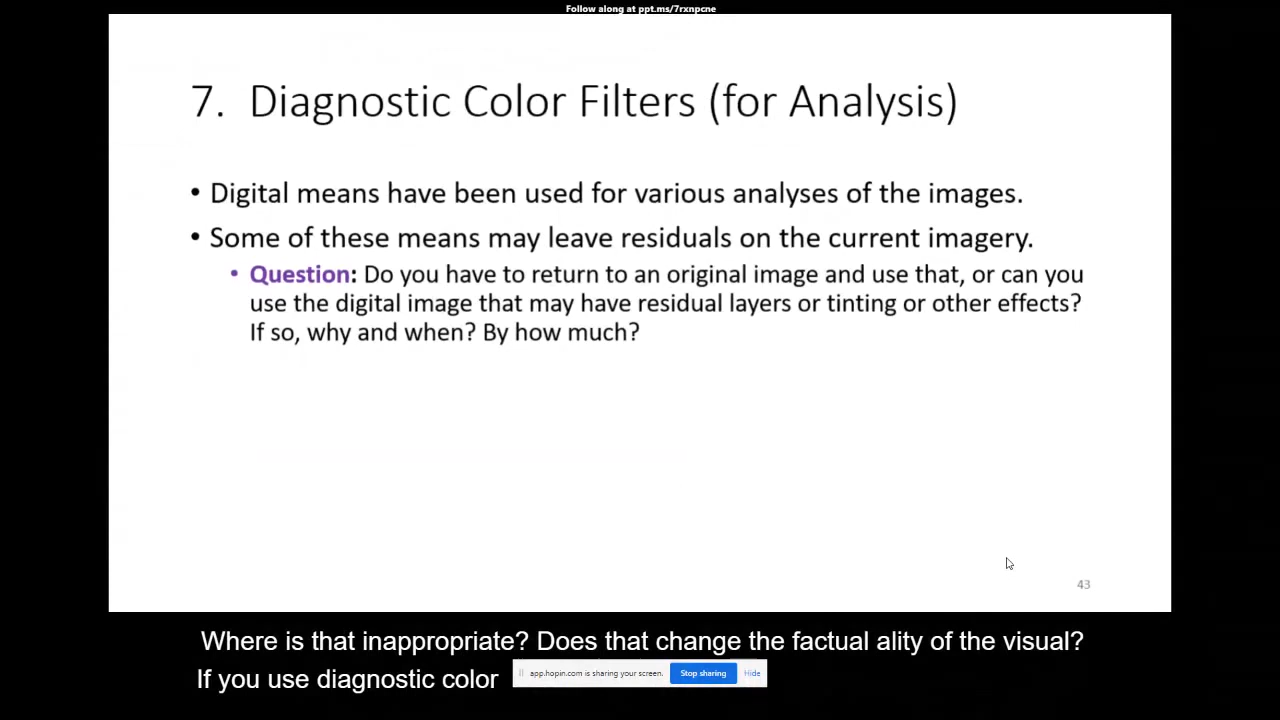 Follow along at ppt.ms/7rxnpcne
7. Diagnostic Color Filters (for Analysis)
• Digital means have been used for various analyses of the images.
• Some of these means may leave residuals on the current imagery.
• Question: Do you have to return to an original image and use that, or can you
use the digital image that may have residual layers or tinting or other effects?
If so, why and when? By how much?
43
Where is that inappropriate? Does that change the factual ality of the visual?
If you use diagnostic color
app.hopin.com is sharing your screen. Stop sharing Hide